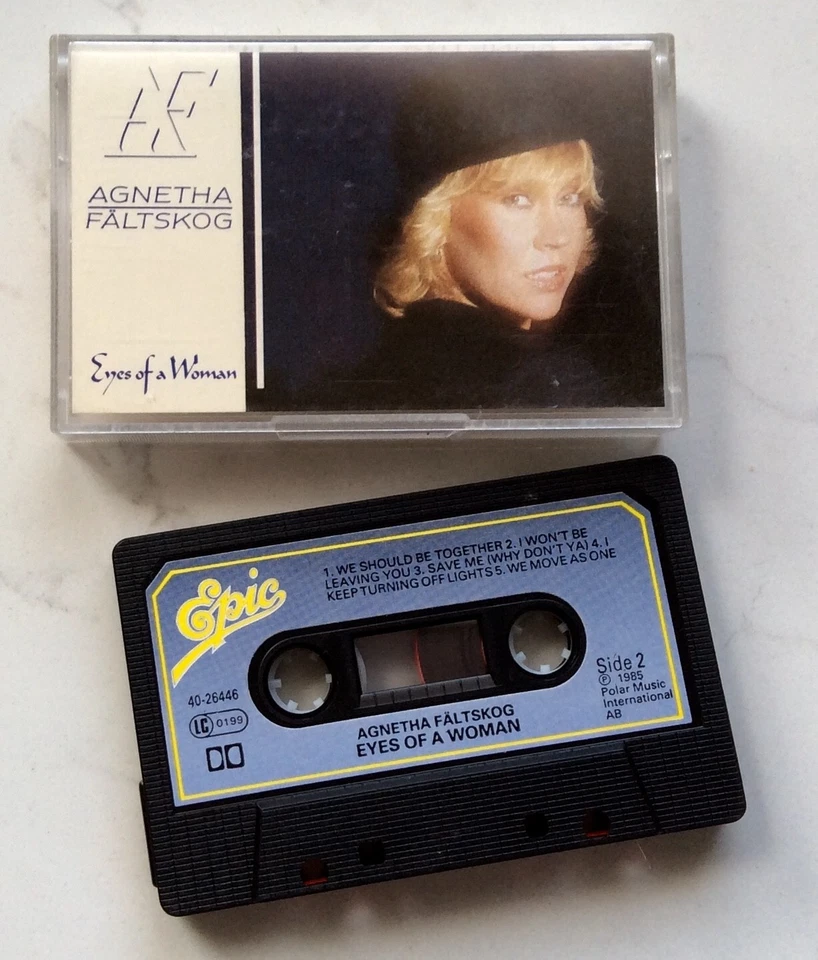 AF
AGNETHA
FÄLTSKOG
Eyes of a Woman
Epic
1. WE SHOULD BE TOGETHER 2. I WON'T BE
LEAVING YOU 3. SAVE ME (WHY DON'T YA) 4. I
KEEP TURNING OFF LIGHTS 5. WE MOVE AS ONE
40-26446
LC 0199
Side 2
℗ 1985
Polar Music
International
AB
AGNETHA FÄLTSKOG
EYES OF A WOMAN